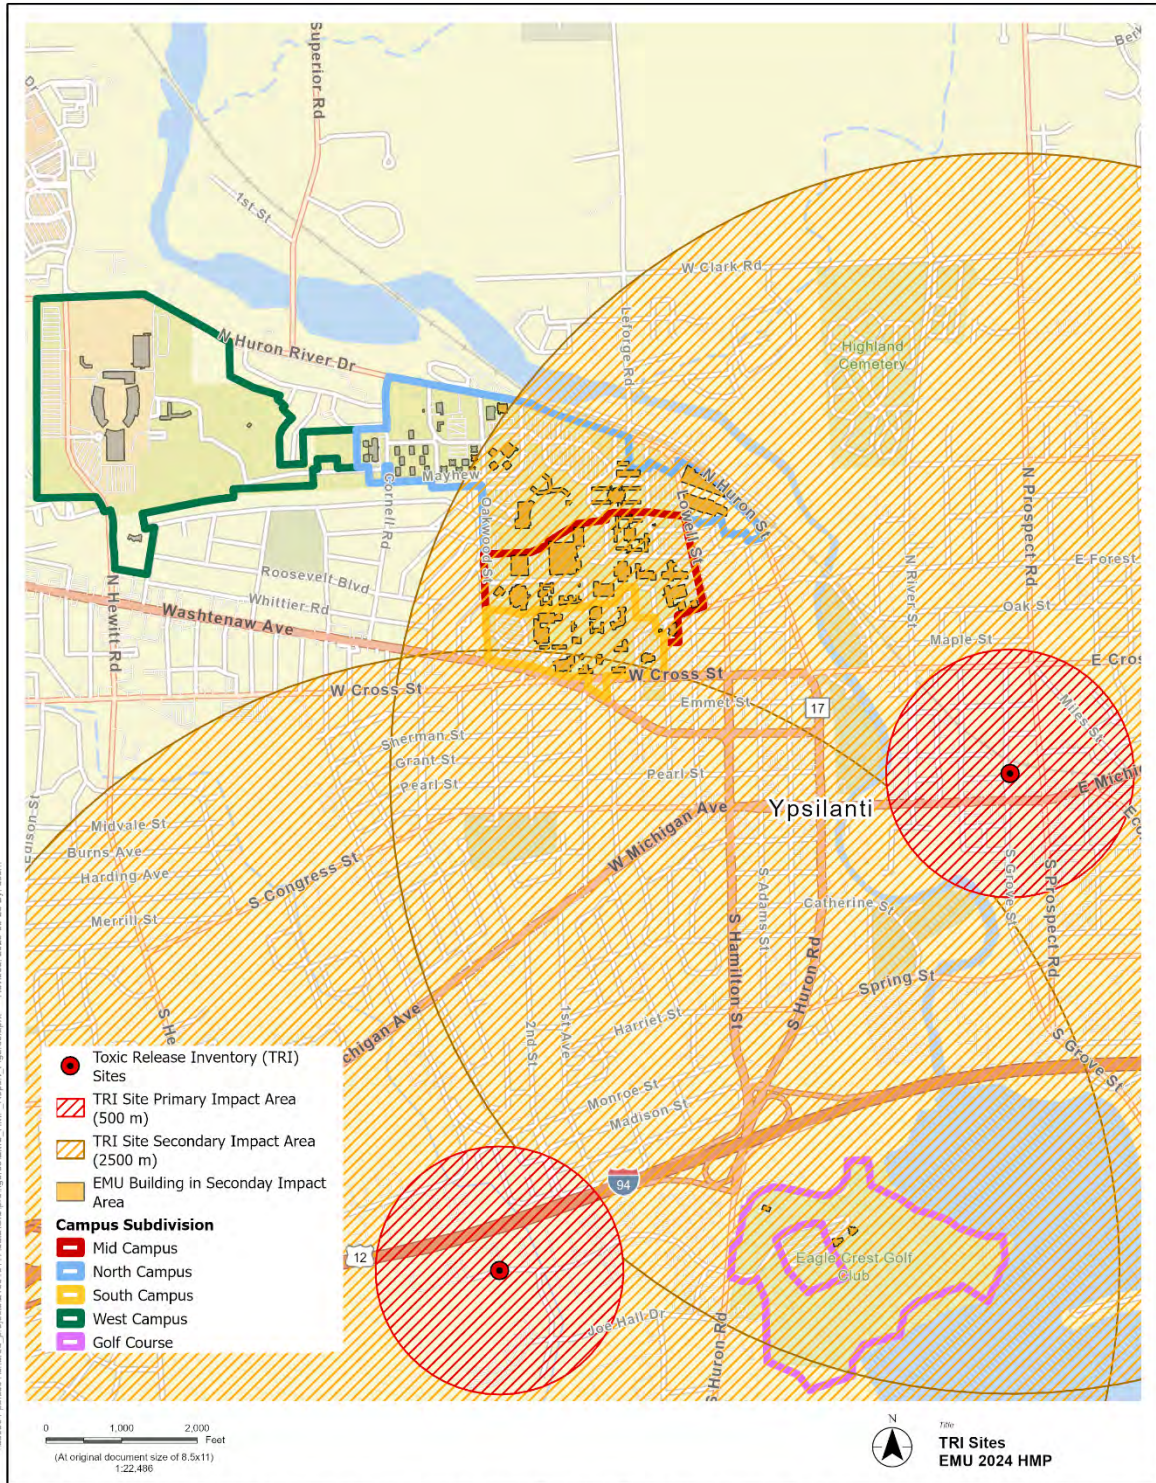 Superior Rd
Berk
Dr
1st St
W Clark Rd
N Huron River Dr
Leforge Rd
Highland
Cemetery
Mayhew
Cornell Rd
Oakwood St
N Huron St
Lowell St
N Prospect Rd
N River St
E Forest
Roosevelt Blvd
Whittier Rd
Oak St
Washtenaw Ave
N Hewitt Rd
Maple St
E Cros
W Cross St
W Cross St
Emmet St
17
Miles St
Sherman St
Grant St
Pearl St
Pearl St
E Michi
Ypsilanti
Edison St
Midvale St
Burns Ave
Harding Ave
Merrill St
S Congress St
W Michigan Ave
S Adams St
Catherine St
S Grove St
S Prospect Rd
Eco
S Hamilton St
S Huron Rd
Spring St
S He
chigan Ave
2nd St
1st Ave
Harriet St
Monroe St
Madison St
S Grove St
94
12
Eagle Crest Golf
Club
Joe Hall Dr
S Huron Rd
Toxic Release Inventory (TRI)
Sites
TRI Site Primary Impact Area
(500 m)
TRI Site Secondary Impact Area
(2500 m)
EMU Building in Seconday Impact
Area
Campus Subdivision
Mid Campus
North Campus
South Campus
West Campus
Golf Course
0 1,000 2,000
Feet
(At original document size of 8.5x11)
1:22,486
N
Title
TRI Sites
EMU 2024 HMP